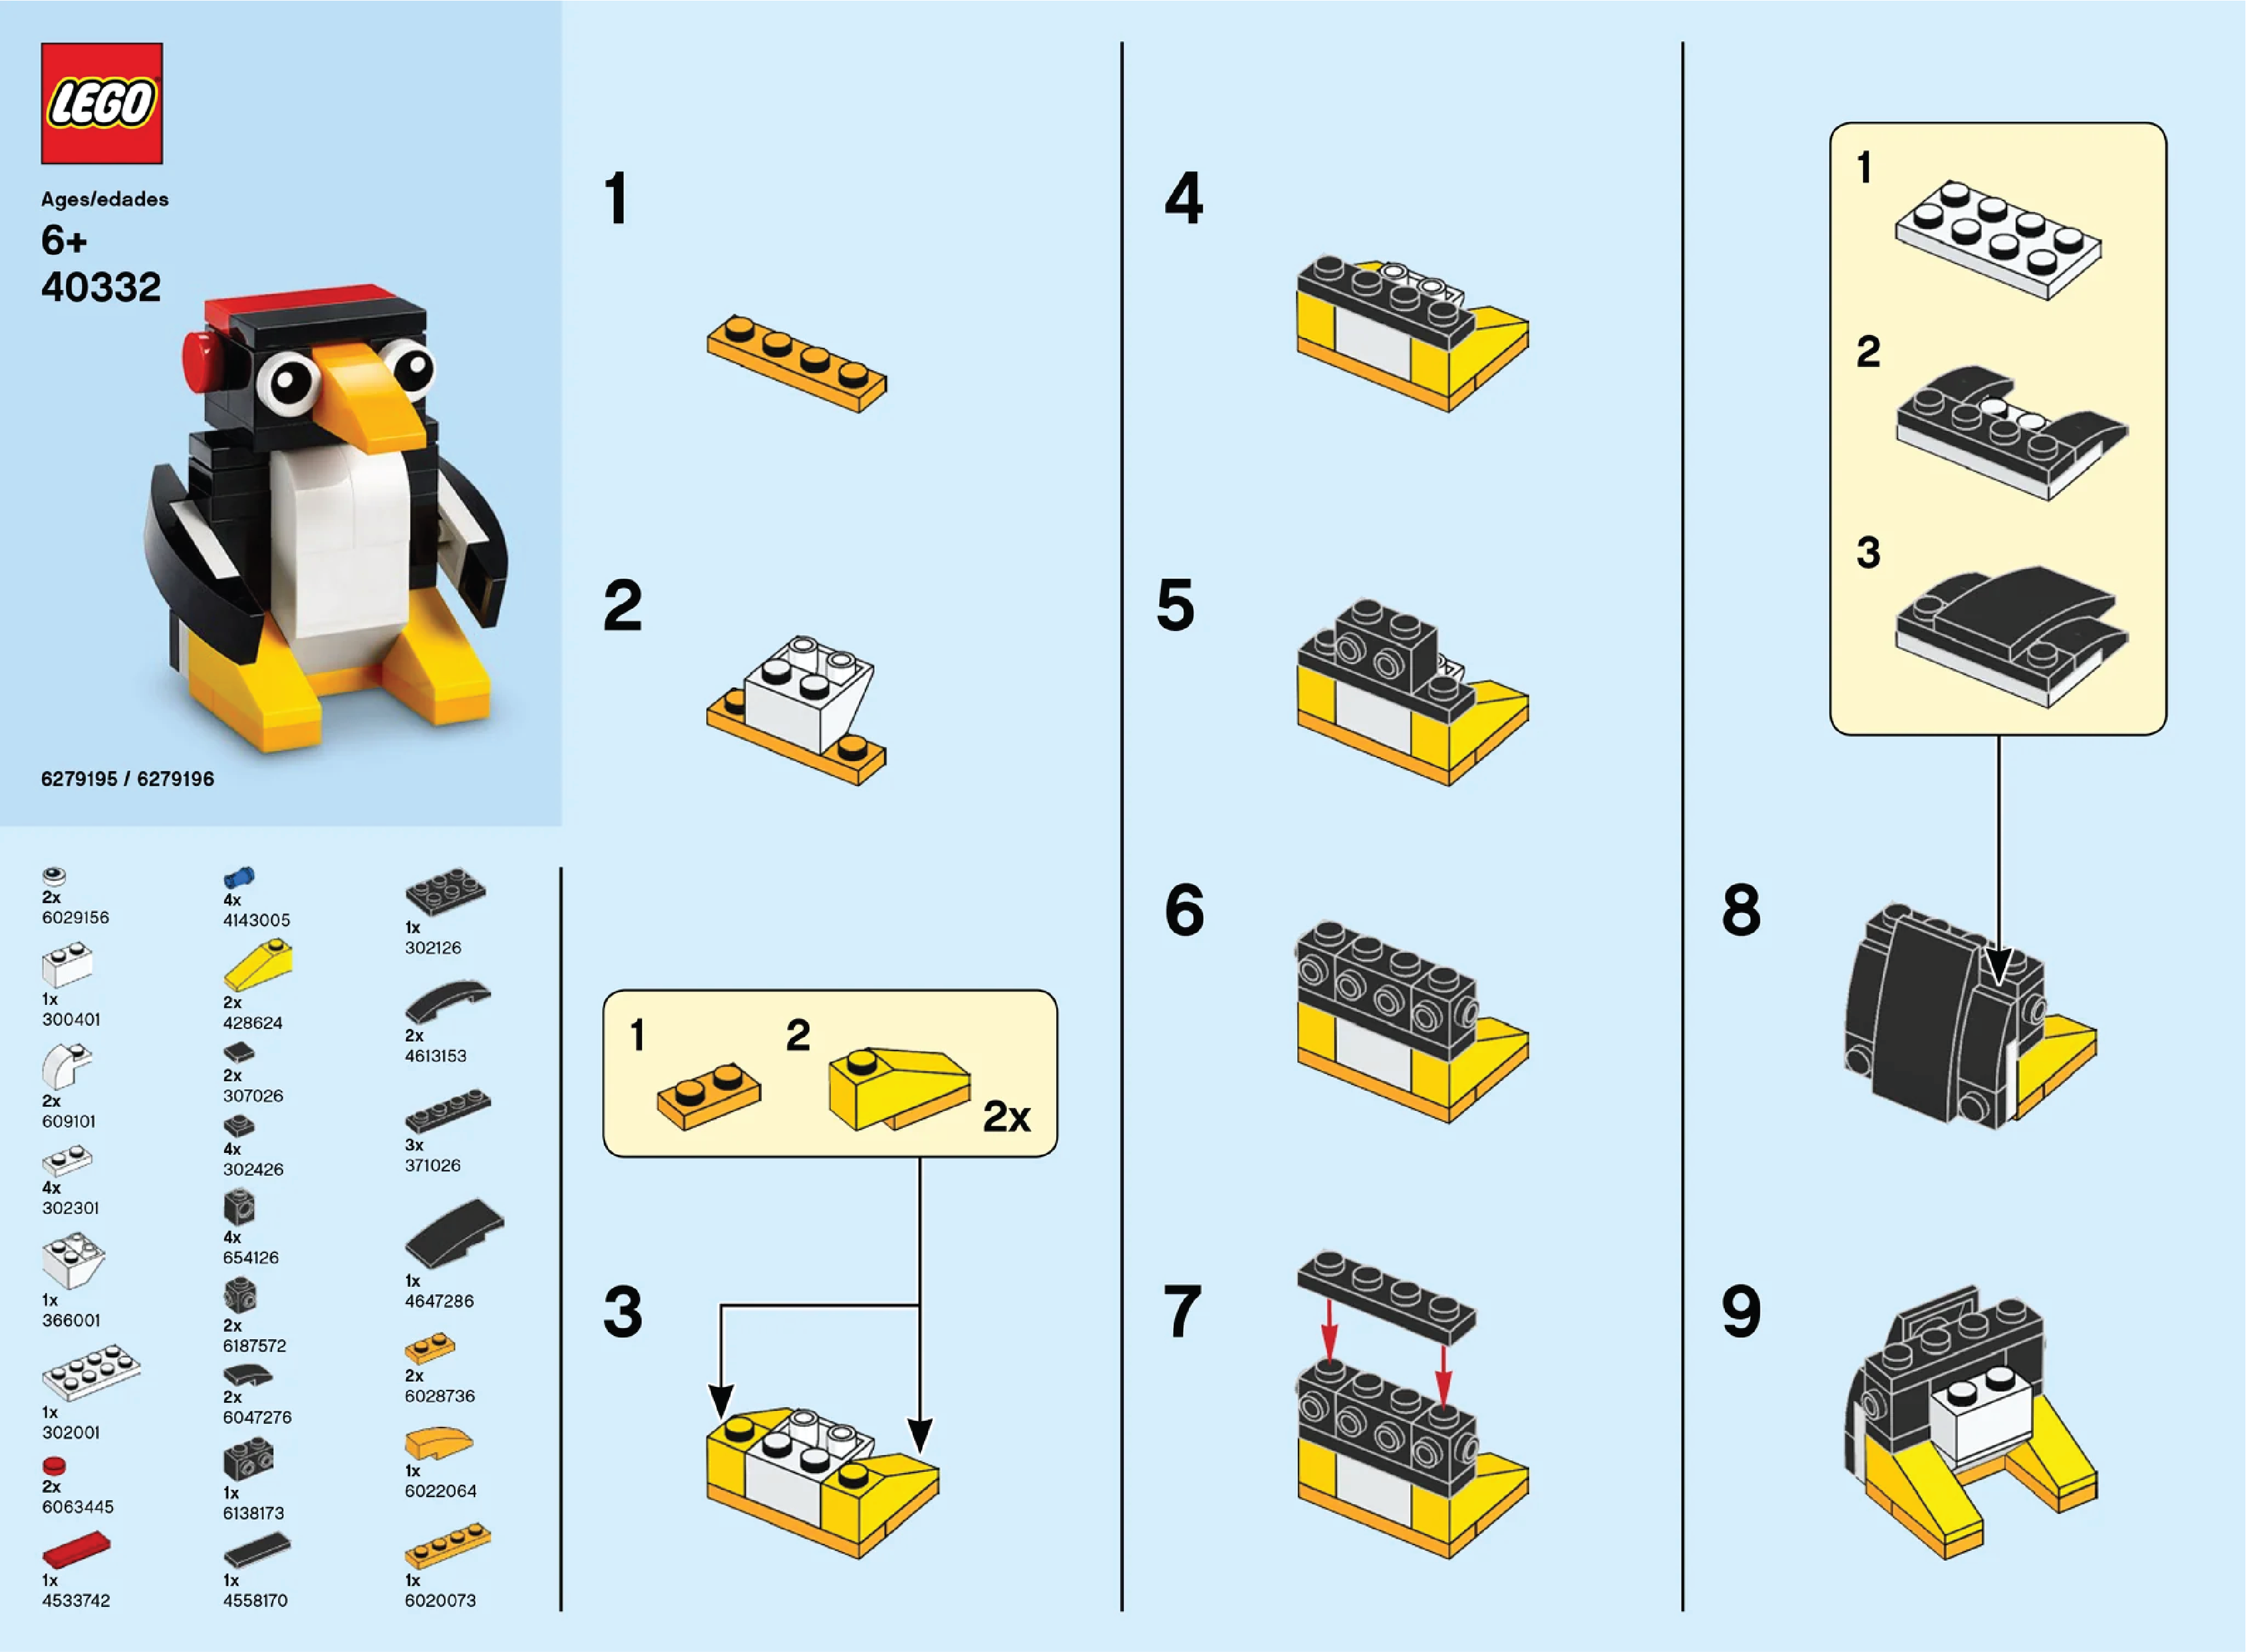 LEGO
Ages/edades
6+
40332
6279195 / 6279196
2x
6029156
1x
300401
2x
609101
4x
302301
1x
366001
1x
302001
2x
6063445
1x
4533742
4x
4143005
2x
428624
2x
307026
4x
302426
4x
654126
2x
6187572
2x
6047276
1x
6138173
1x
4558170
1x
302126
2x
4613153
3x
371026
1x
4647286
2x
6028736
1x
6022064
1x
6020073
1
2
1
2
2x
3
4
5
6
7
1
2
3
8
9